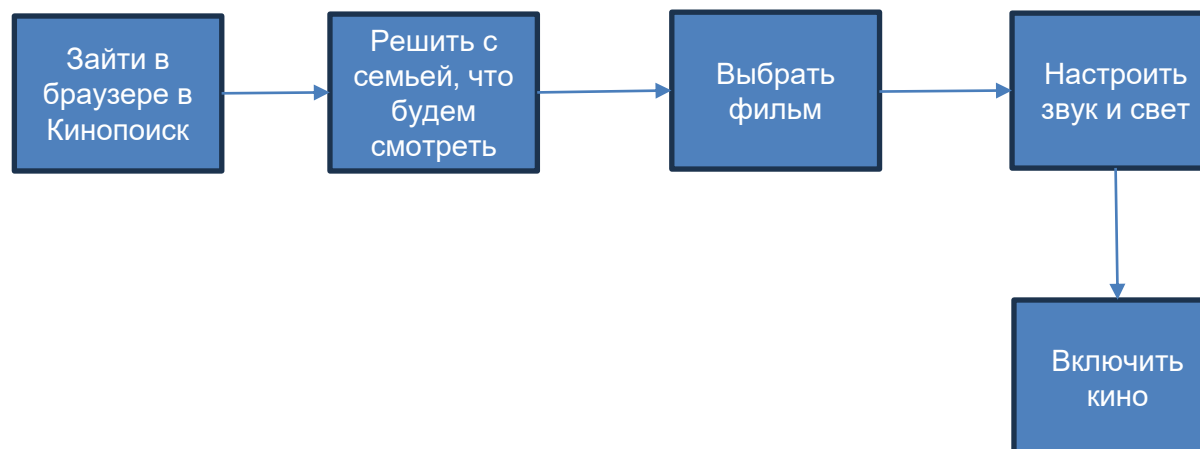 Зайти в
браузере в
Кинопоиск
Решить с
семьей, что
будем
смотреть
Выбрать
фильм
Настроить
звук и свет
Включить
кино